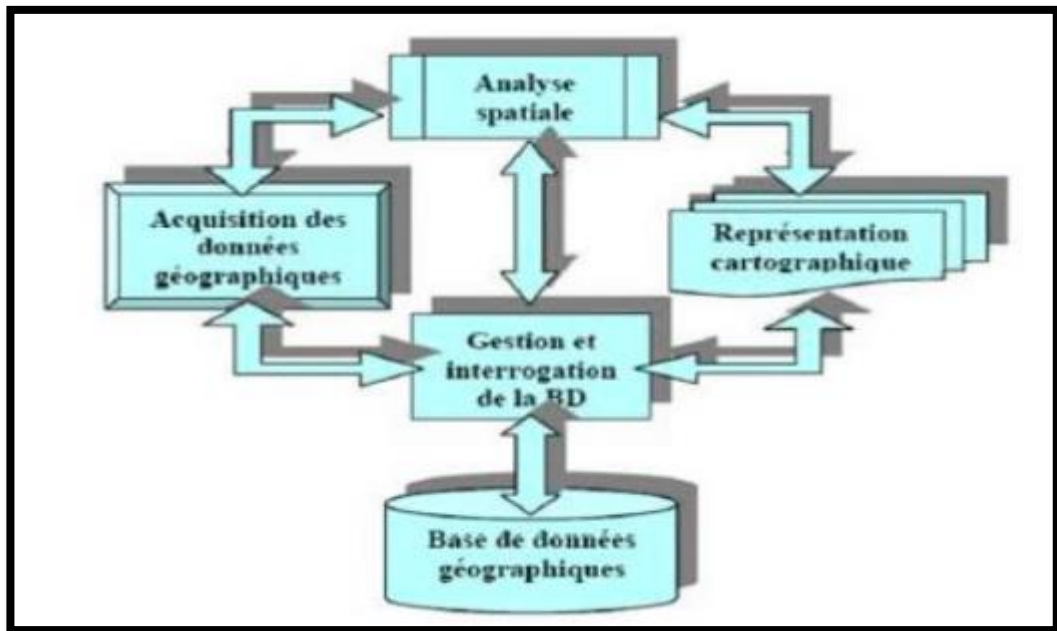 Analyse
spatiale
Acquisition des
données
géographiques
Représentation
cartographique
Gestion et
interrogation
de la BD
Base de données
géographiques